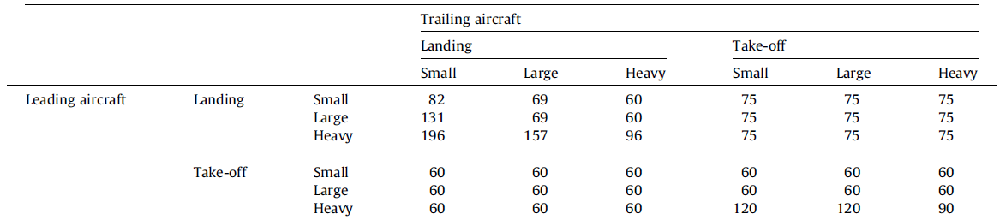 Trailing aircraft
Landing Take-off
Small Large Heavy Small Large Heavy
Leading aircraft Landing Small 82 69 60 75 75 75
Large 131 69 60 75 75 75
Heavy 196 157 96 75 75 75
Take-off Small 60 60 60 60 60 60
Large 60 60 60 60 60 60
Heavy 60 60 60 120 120 90